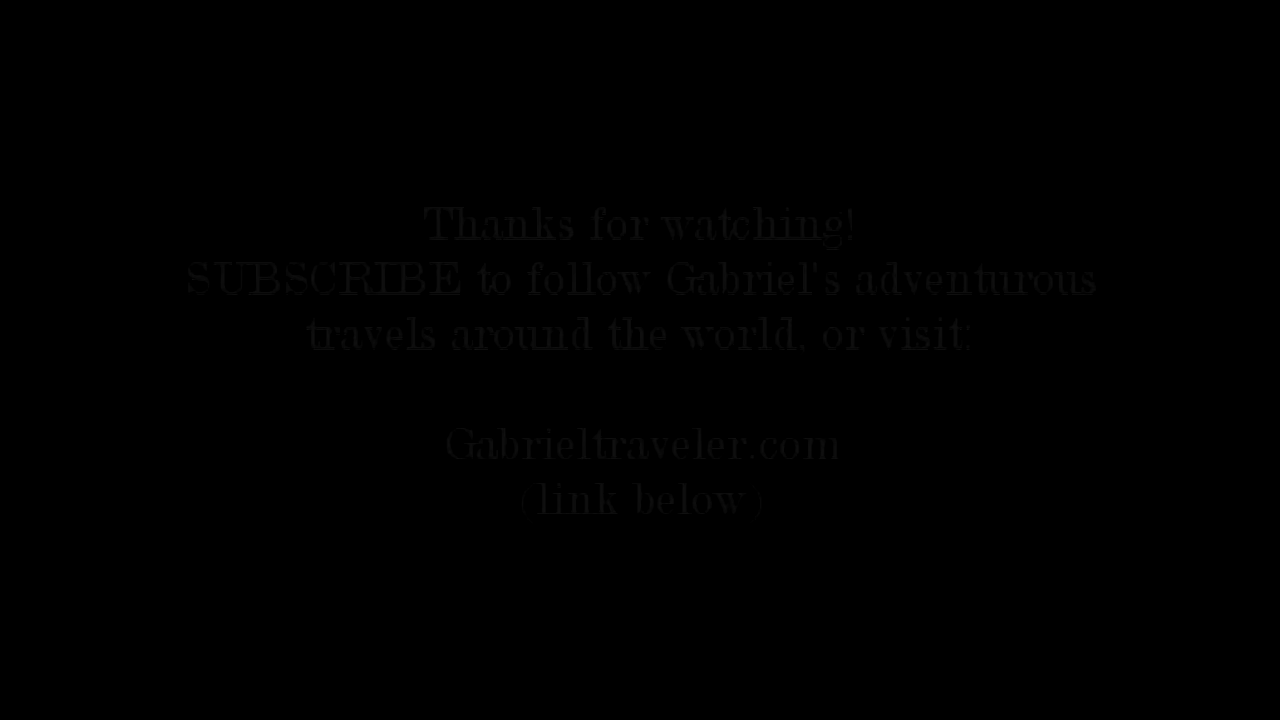 Thanks for watching!
SUBSCRIBE to follow Gabriel's adventurous
travels around the world, or visit:
Gabrieltraveler.com
(link below)